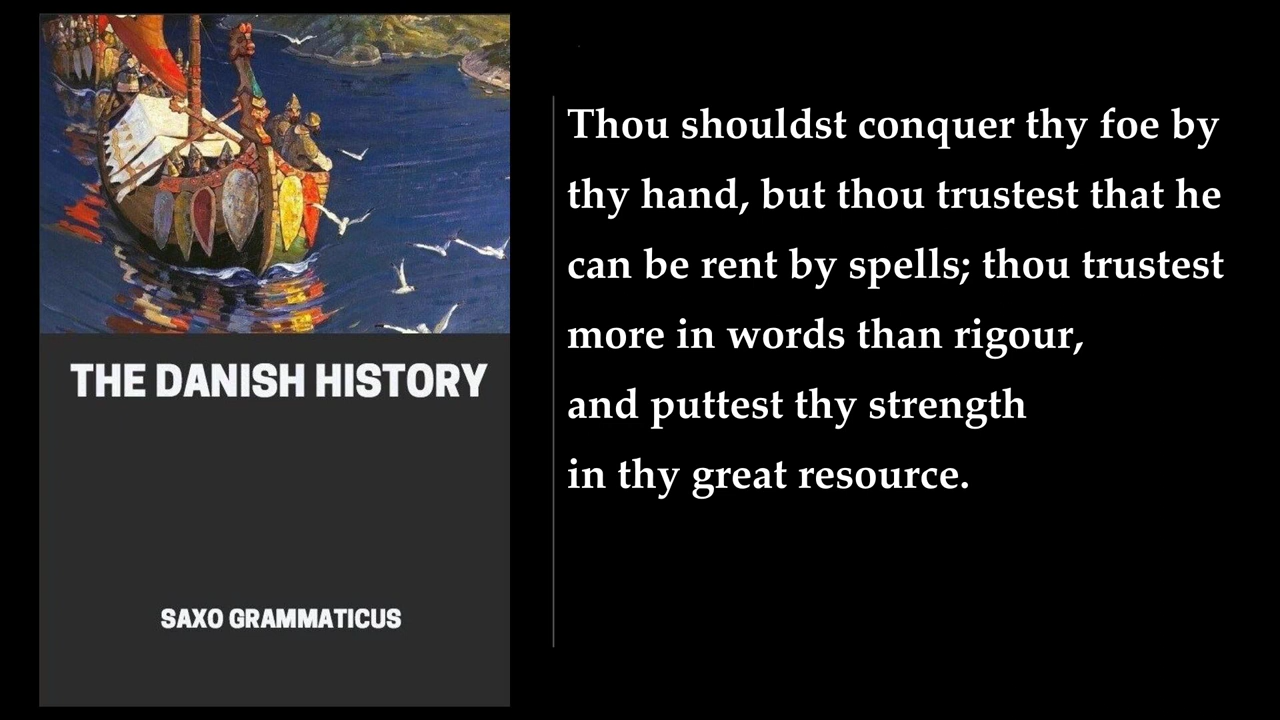 THE DANISH HISTORY
SAXO GRAMMATICUS
Thou shouldst conquer thy foe by
thy hand, but thou trustest that he
can be rent by spells; thou trustest
more in words than rigour,
and puttest thy strength
in thy great resource.